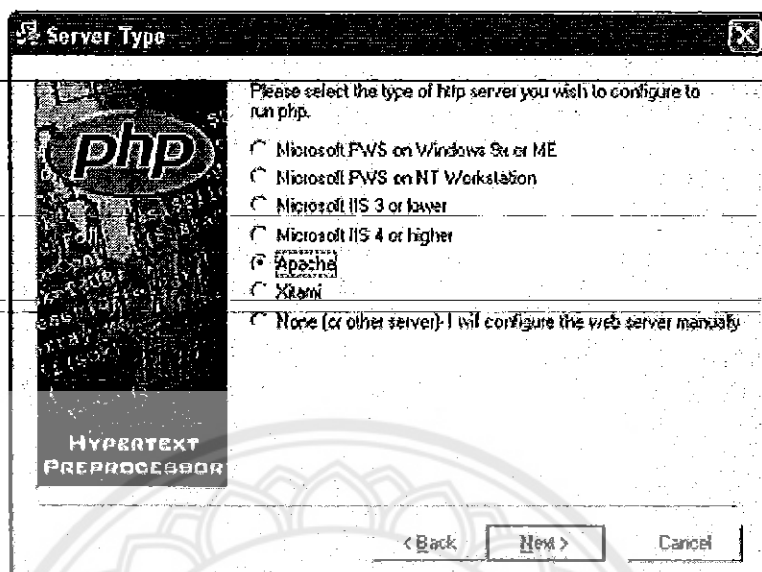 Server Type
Please select the type of http server you wish to configure to
run php.
Microsoft PWS on Windows 9x or ME
Microsoft PWS on NT Workstation
Microsoft IIS 3 or lower
Microsoft IIS 4 or higher
Apache
Xitami
None (or other server)-I will configure the web server manually
php
HYPERTEXT
PREPROCESSOR
< Back
Next >
Cancel